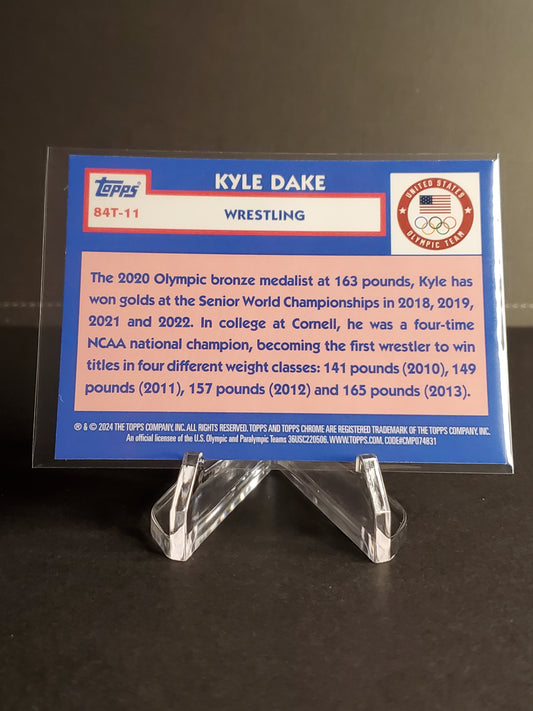 KYLE DAKE
Topps
84T-11
WRESTLING
UNITED STATES
OLYMPIC TEAM
The 2020 Olympic bronze medalist at 163 pounds, Kyle has
won golds at the Senior World Championships in 2018, 2019,
2021 and 2022. In college at Cornell, he was a four-time
NCAA national champion, becoming the first wrestler to win
titles in four different weight classes: 141 pounds (2010), 149
pounds (2011), 157 pounds (2012) and 165 pounds (2013).
® & © 2024 THE TOPPS COMPANY, INC. ALL RIGHTS RESERVED. TOPPS AND TOPPS CHROME ARE REGISTERED TRADEMARK OF THE TOPPS COMPANY, INC.
An official licensee of the U.S. Olympic and Paralympic Teams 36USC220506. WWW.TOPPS.COM. CODE#CMP074831